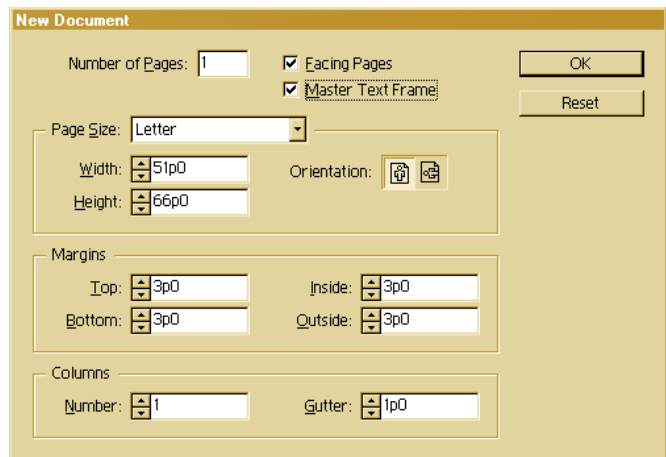 New Document
Number of Pages: 1
Facing Pages
OK
Master Text Frame
Reset
Page Size: Letter
Width: 51p0
Orientation:
Height: 66p0
Margins
Top: 3p0
Inside: 3p0
Bottom: 3p0
Outside: 3p0
Columns
Number: 1
Gutter: 1p0